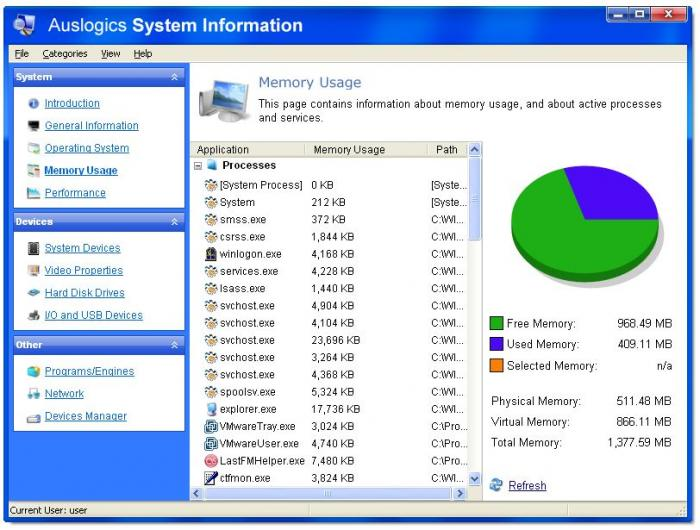 Auslogics System Information
File Categories View Help
System
Introduction
General Information
Operating System
Memory Usage
Performance
Devices
System Devices
Video Properties
Hard Disk Drives
I/O and USB Devices
Other
Programs/Engines
Network
Devices Manager
Memory Usage
This page contains information about memory usage, and about active processes
and services.
Application Memory Usage Path
Processes
[System Process] 0 KB [Syste...
System 212 KB [Syste...
smss.exe 372 KB C:\WI...
csrss.exe 1,844 KB C:\WI...
winlogon.exe 4,168 KB C:\WI...
services.exe 4,228 KB C:\WI...
lsass.exe 1,440 KB C:\WI...
svchost.exe 4,904 KB C:\WI...
svchost.exe 4,104 KB C:\WI...
svchost.exe 23,696 KB C:\WI...
svchost.exe 3,264 KB C:\WI...
svchost.exe 4,368 KB C:\WI...
spoolsv.exe 5,324 KB C:\WI...
explorer.exe 17,736 KB C:\WI...
VMwareTray.exe 3,024 KB C:\Pro...
VMwareUser.exe 4,740 KB C:\Pro...
LastFMHelper.exe 7,480 KB C:\Pro...
ctfmon.exe 3,824 KB C:\WI...
Free Memory: 968.49 MB
Used Memory: 409.11 MB
Selected Memory: n/a
Physical Memory: 511.48 MB
Virtual Memory: 866.11 MB
Total Memory: 1,377.59 MB
Refresh
Current User: user